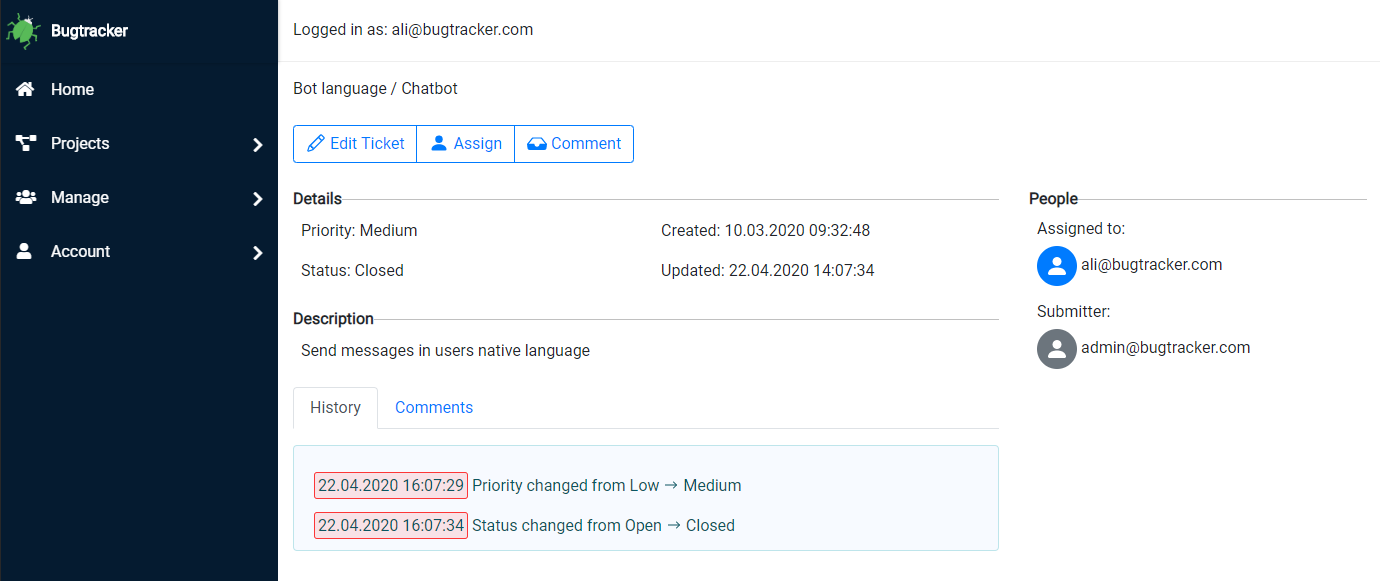 Bugtracker
Home
Projects
Manage
Account
Logged in as: ali@bugtracker.com
Bot language / Chatbot
Edit Ticket Assign Comment
Details
Priority: Medium Created: 10.03.2020 09:32:48
Status: Closed Updated: 22.04.2020 14:07:34
Description
Send messages in users native language
History Comments
22.04.2020 16:07:29 Priority changed from Low → Medium
22.04.2020 16:07:34 Status changed from Open → Closed
People
Assigned to:
ali@bugtracker.com
Submitter:
admin@bugtracker.com